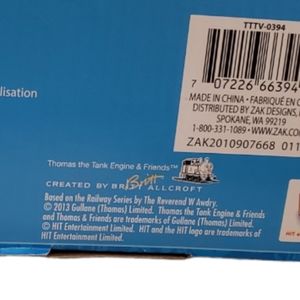 TTTV-0394
7 07226 66394
lisation
MADE IN CHINA • FABRIQUÉ EN
DISTRIBUTED BY ZAK DESIGNS,
SPOKANE, WA 99219
1-800-331-1089 • WWW.ZAK.CO
ZAK2010907668 011
Thomas the Tank Engine & Friends™
CREATED BY BRITT ALLCROFT
Based on the Railway Series by The Reverend W Awdry.
© 2013 Gullane (Thomas) Limited. Thomas the Tank Engine & Friends
and Thomas & Friends are trademarks of Gullane (Thomas) Limited.
© HIT Entertainment Limited. HIT and the HIT logo are trademarks of
HIT Entertainment Limited.
HiT en